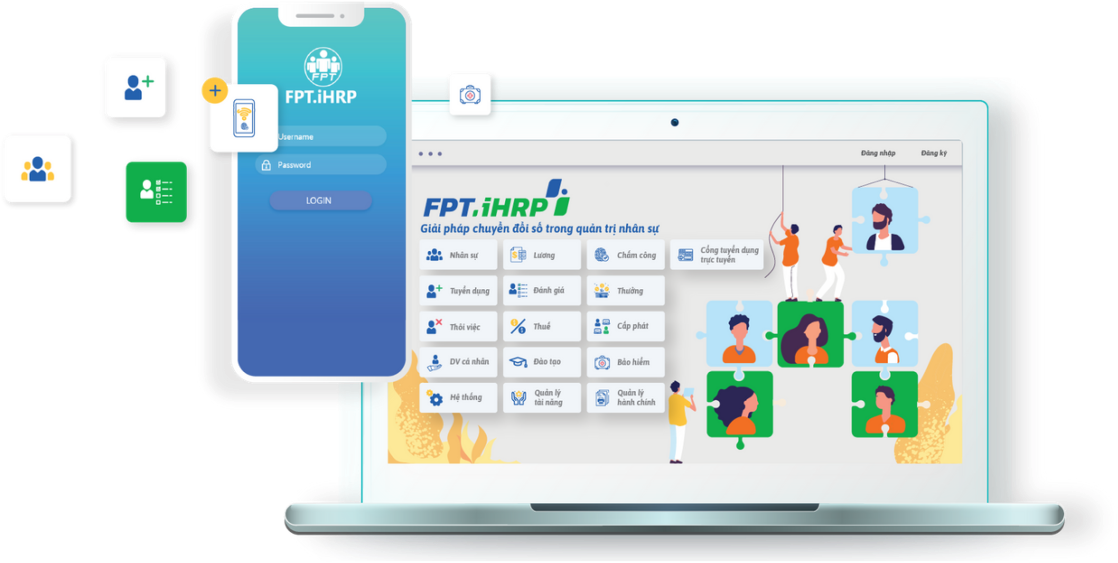 FPT
FPT.iHRP
Username
Password
LOGIN
Đăng nhập
Đăng ký
FPT.iHRP
Giải pháp chuyển đổi số trong quản trị nhân sự
Nhân sự
Lương
Chấm công
Cổng tuyển dụng
trực tuyến
Tuyển dụng
Đánh giá
Thưởng
Thôi việc
Thuế
Cấp phát
DV cá nhân
Đào tạo
Bảo hiểm
Hệ thống
Quản lý
tài năng
Quản lý
hành chính